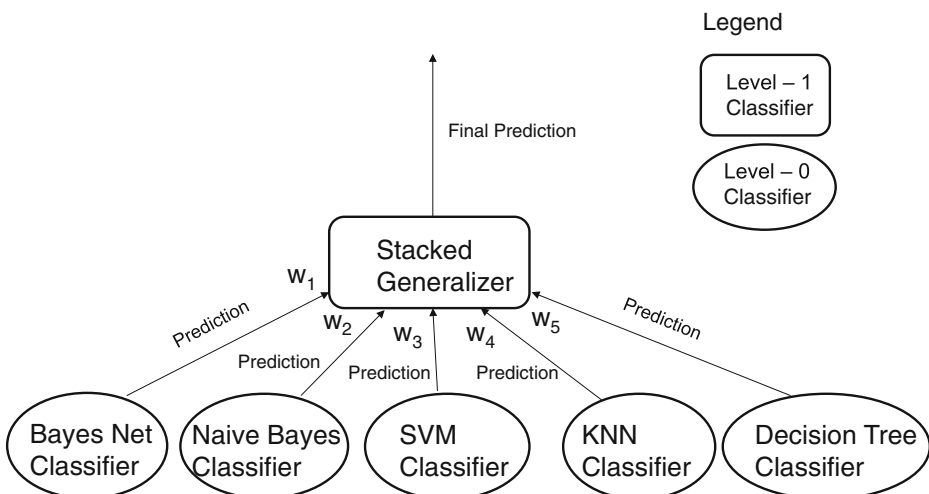 Legend
Level – 1
Classifier
Level – 0
Classifier
Final Prediction
Stacked
Generalizer
w1
w2
w3
w4
w5
Prediction
Prediction
Prediction
Prediction
Prediction
Bayes Net
Classifier
Naive Bayes
Classifier
SVM
Classifier
KNN
Classifier
Decision Tree
Classifier